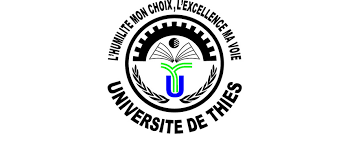 L'HUMILITE MON CHOIX, L'EXCELLENCE MA VOIE
U
UNIVERSITE DE THIES